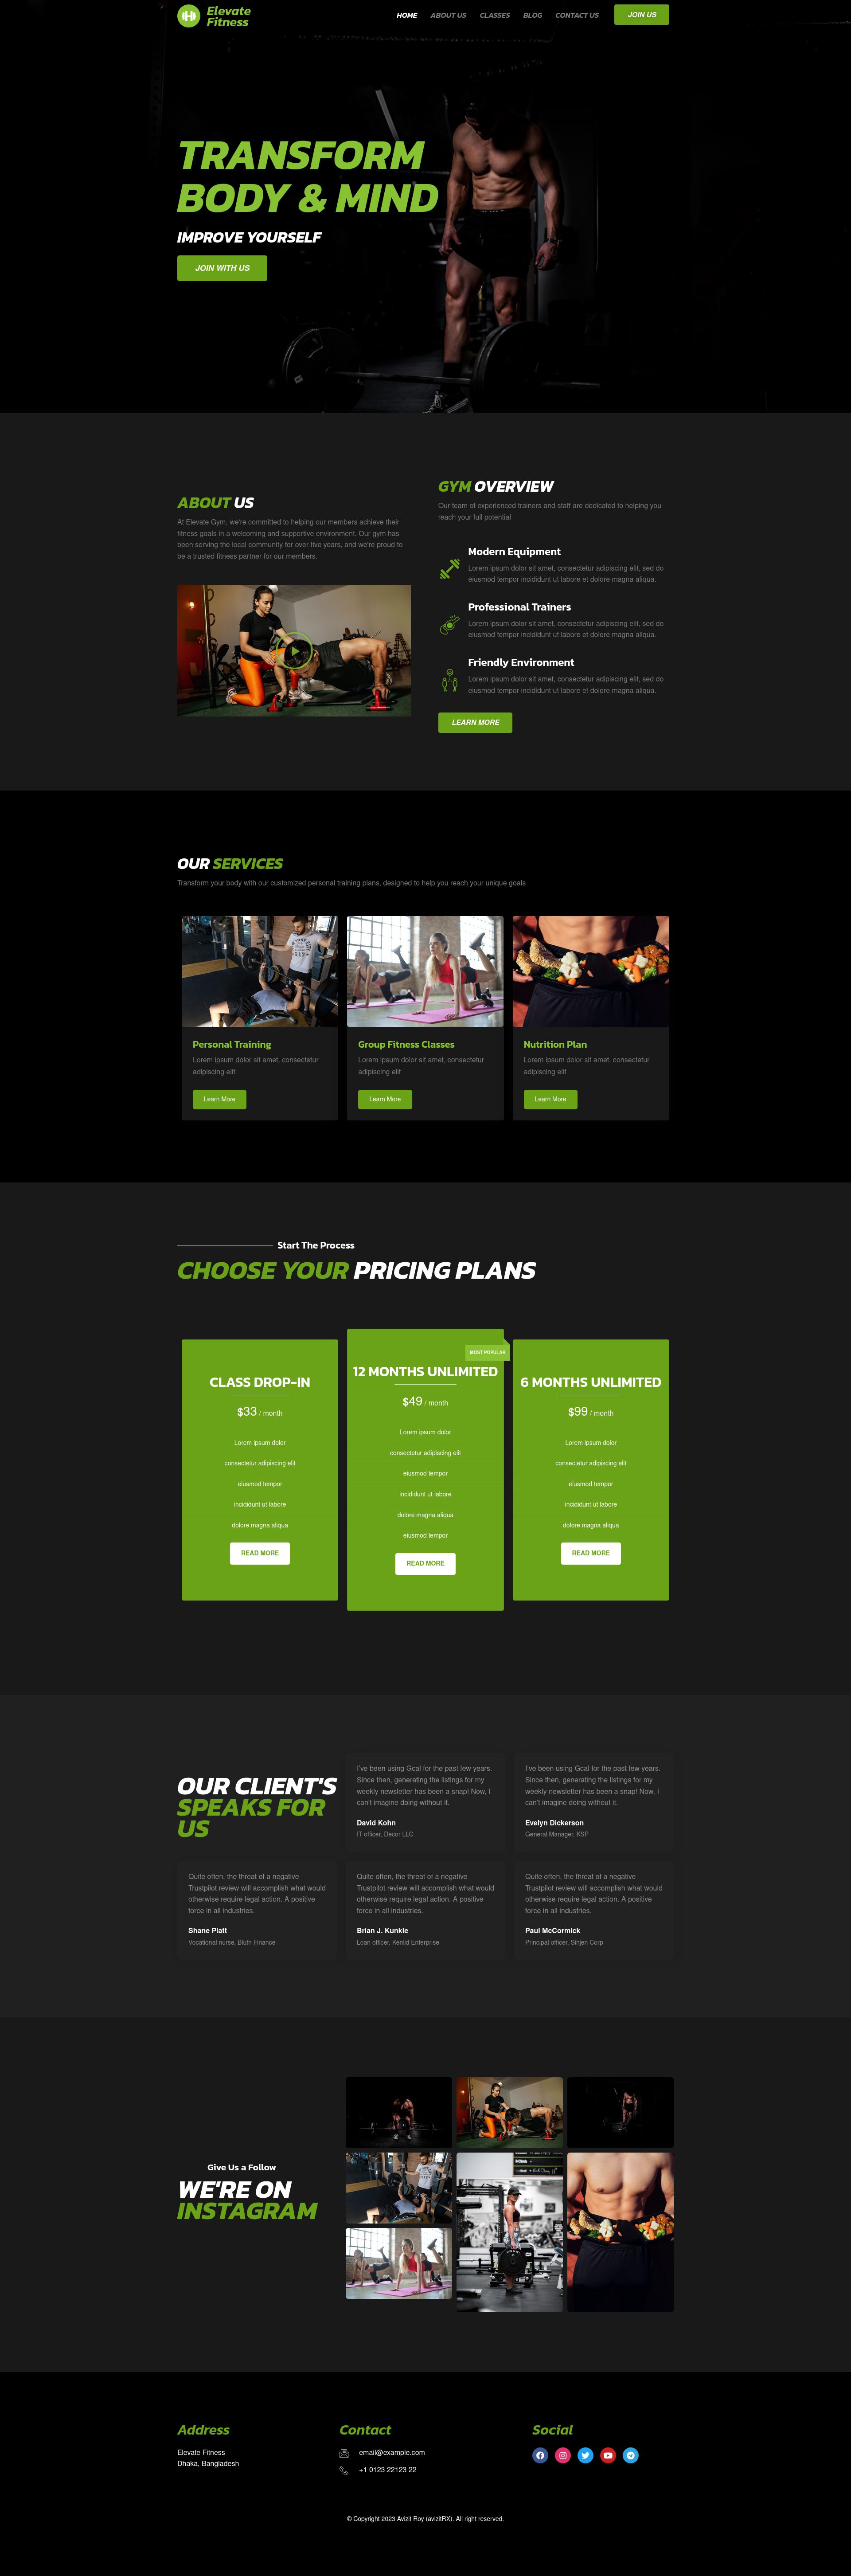 Elevate
Fitness
HOME
ABOUT US
CLASSES
BLOG
CONTACT US
JOIN US
TRANSFORM
BODY & MIND
IMPROVE YOURSELF
JOIN WITH US
ABOUT US
At Elevate Gym, we're committed to helping our members achieve their
fitness goals in a welcoming and supportive environment. Our gym has
been serving the local community for over five years, and we're proud to
be a trusted fitness partner for our members.
GYM OVERVIEW
Our team of experienced trainers and staff are dedicated to helping you
reach your full potential
Modern Equipment
Lorem ipsum dolor sit amet, consectetur adipiscing elit, sed do
eiusmod tempor incididunt ut labore et dolore magna aliqua.
Professional Trainers
Lorem ipsum dolor sit amet, consectetur adipiscing elit, sed do
eiusmod tempor incididunt ut labore et dolore magna aliqua.
Friendly Environment
Lorem ipsum dolor sit amet, consectetur adipiscing elit, sed do
eiusmod tempor incididunt ut labore et dolore magna aliqua.
LEARN MORE
OUR SERVICES
Transform your body with our customized personal training plans, designed to help you reach your unique goals
Personal Training
Lorem ipsum dolor sit amet, consectetur
adipiscing elit
Learn More
Group Fitness Classes
Lorem ipsum dolor sit amet, consectetur
adipiscing elit
Learn More
Nutrition Plan
Lorem ipsum dolor sit amet, consectetur
adipiscing elit
Learn More
Start The Process
CHOOSE YOUR PRICING PLANS
CLASS DROP-IN
$33 / month
Lorem ipsum dolor
consectetur adipiscing elit
eiusmod tempor
incididunt ut labore
dolore magna aliqua
READ MORE
MOST POPULAR
12 MONTHS UNLIMITED
$49 / month
Lorem ipsum dolor
consectetur adipiscing elit
eiusmod tempor
incididunt ut labore
dolore magna aliqua
eiusmod tempor
READ MORE
6 MONTHS UNLIMITED
$99 / month
Lorem ipsum dolor
consectetur adipiscing elit
eiusmod tempor
incididunt ut labore
dolore magna aliqua
READ MORE
OUR CLIENT'S
SPEAKS FOR
US
I've been using Gcal for the past few years.
Since then, generating the listings for my
weekly newsletter has been a snap! Now, I
can't imagine doing without it.
David Kohn
IT officer, Decor LLC
I've been using Gcal for the past few years.
Since then, generating the listings for my
weekly newsletter has been a snap! Now, I
can't imagine doing without it.
Evelyn Dickerson
General Manager, KSP
Quite often, the threat of a negative
Trustpilot review will accomplish what would
otherwise require legal action. A positive
force in all industries.
Shane Platt
Vocational nurse, Bluth Finance
Quite often, the threat of a negative
Trustpilot review will accomplish what would
otherwise require legal action. A positive
force in all industries.
Brian J. Kunkle
Loan officer, Kenlid Enterprise
Quite often, the threat of a negative
Trustpilot review will accomplish what would
otherwise require legal action. A positive
force in all industries.
Paul McCormick
Principal officer, Sinjen Corp
Give Us a Follow
WE'RE ON
INSTAGRAM
Address
Elevate Fitness
Dhaka, Bangladesh
Contact
email@example.com
+1 0123 22123 22
Social
© Copyright 2023 Avizit Roy (avizitRX). All right reserved.